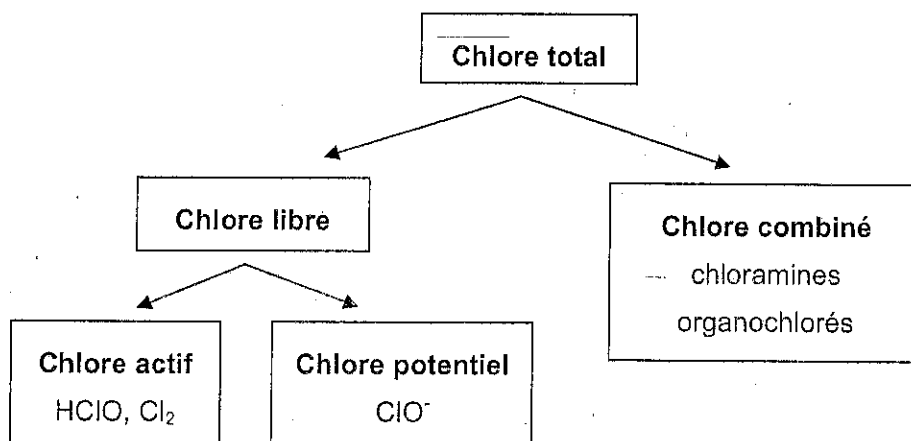 Chlore total
Chlore libre
Chlore combiné
chloramines
organochlorés
Chlore actif
HClO, Cl₂
Chlore potentiel
ClO⁻